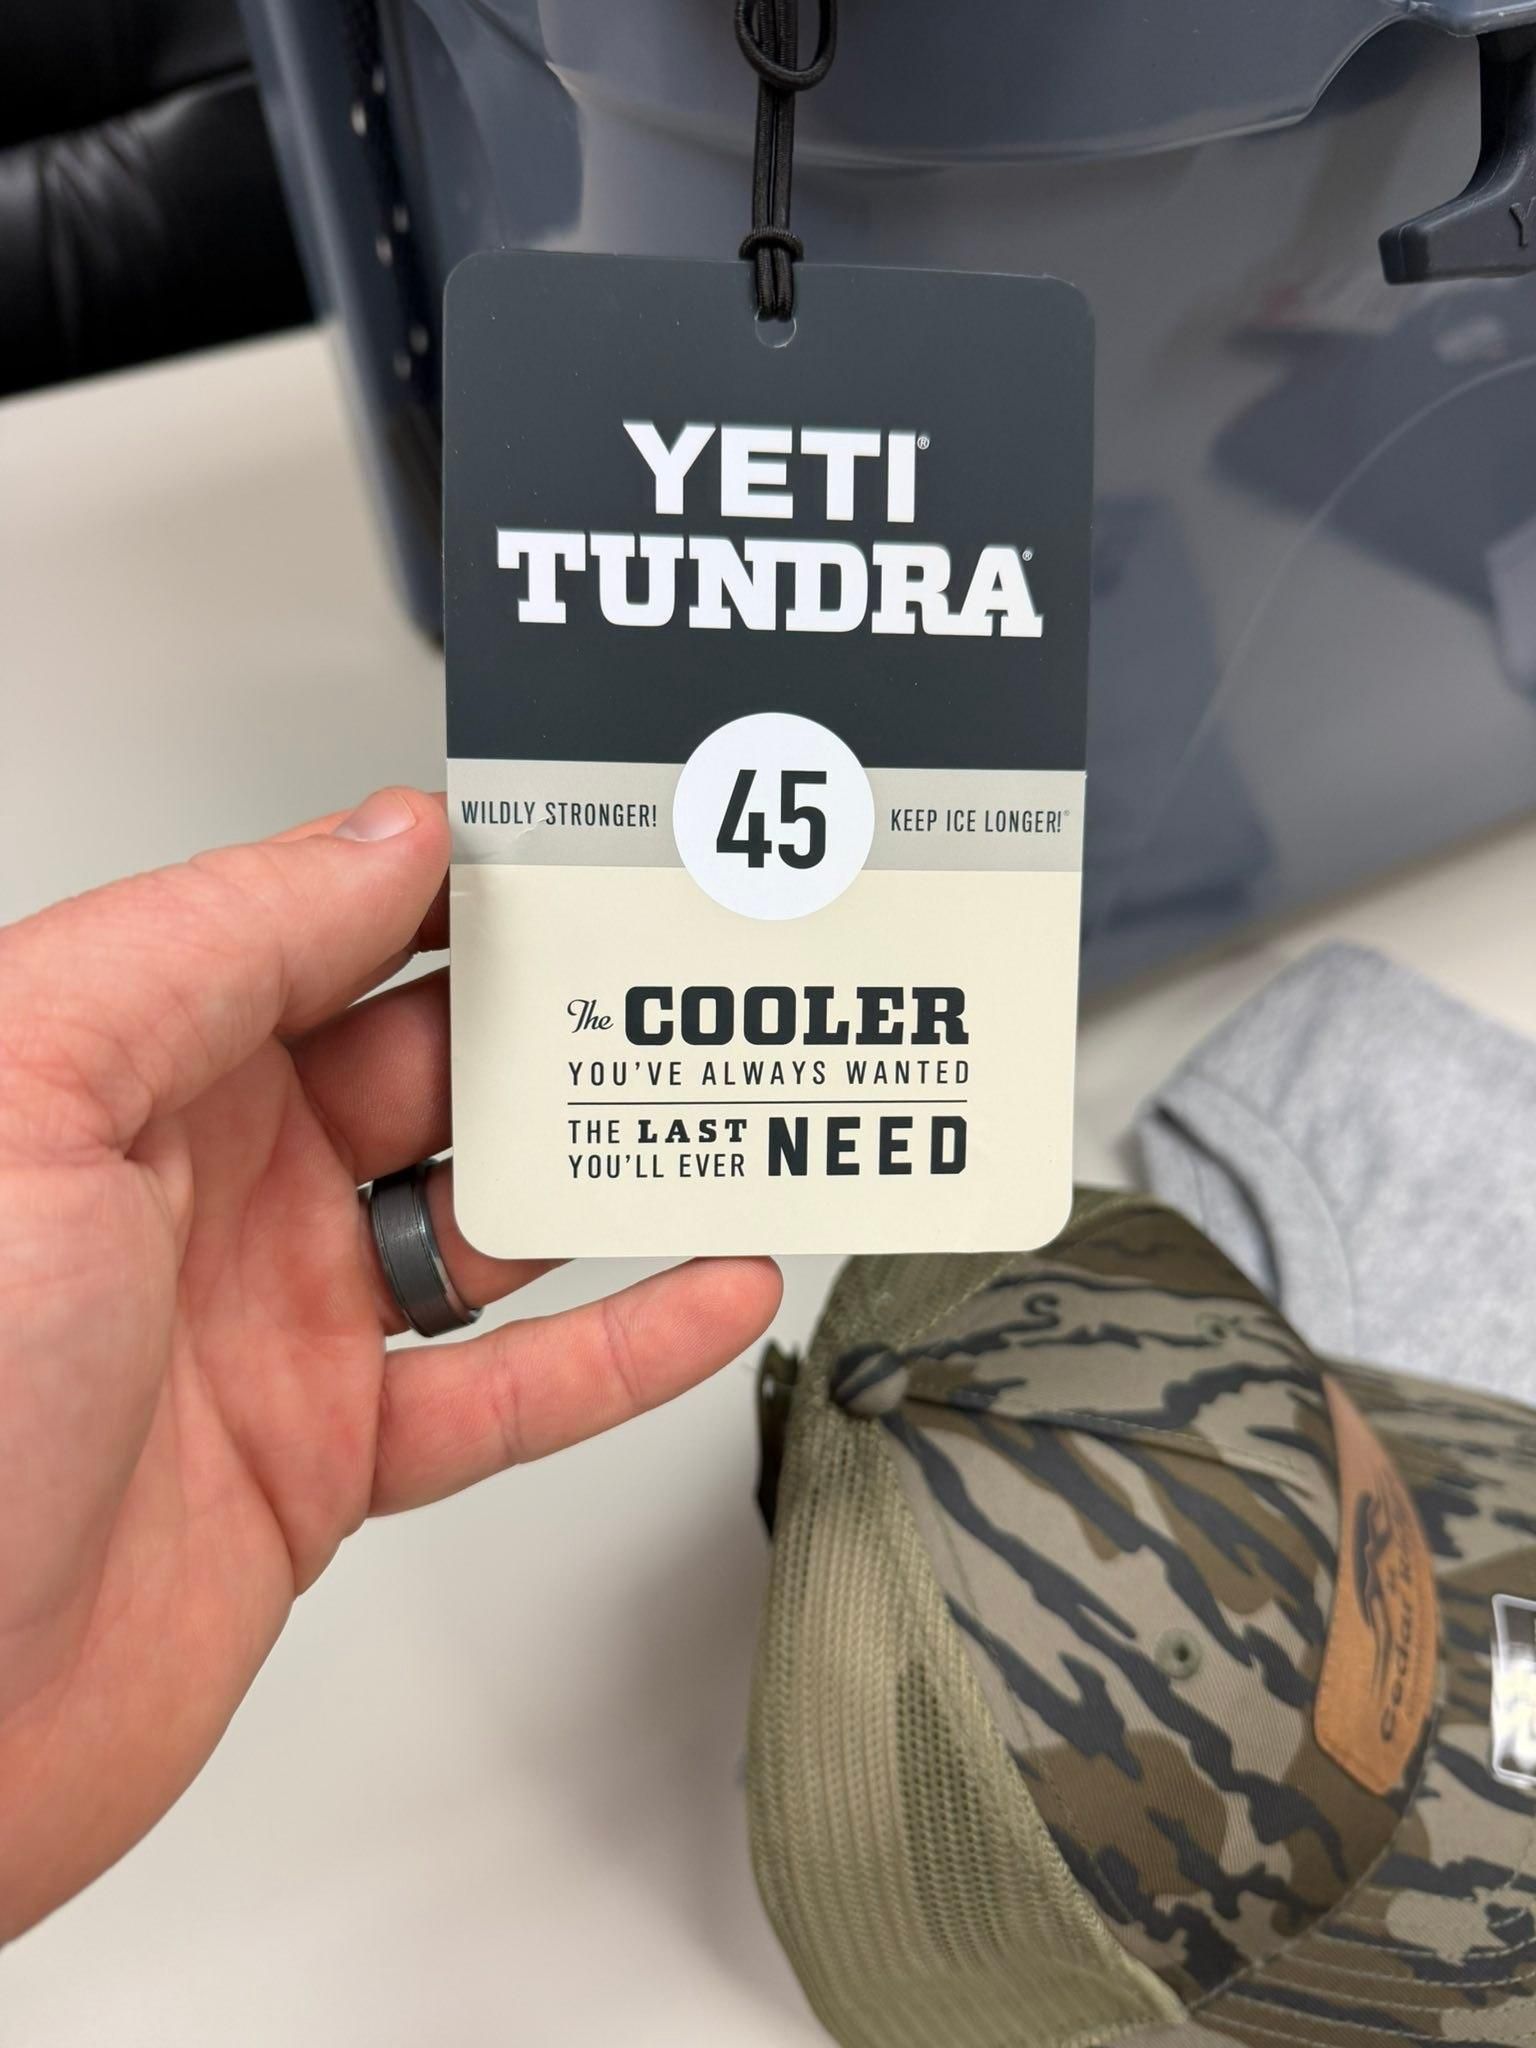 YETI®
TUNDRA®
WILDLY STRONGER! 45 KEEP ICE LONGER!®
The COOLER
YOU'VE ALWAYS WANTED
THE LAST
YOU'LL EVER NEED
Cedar